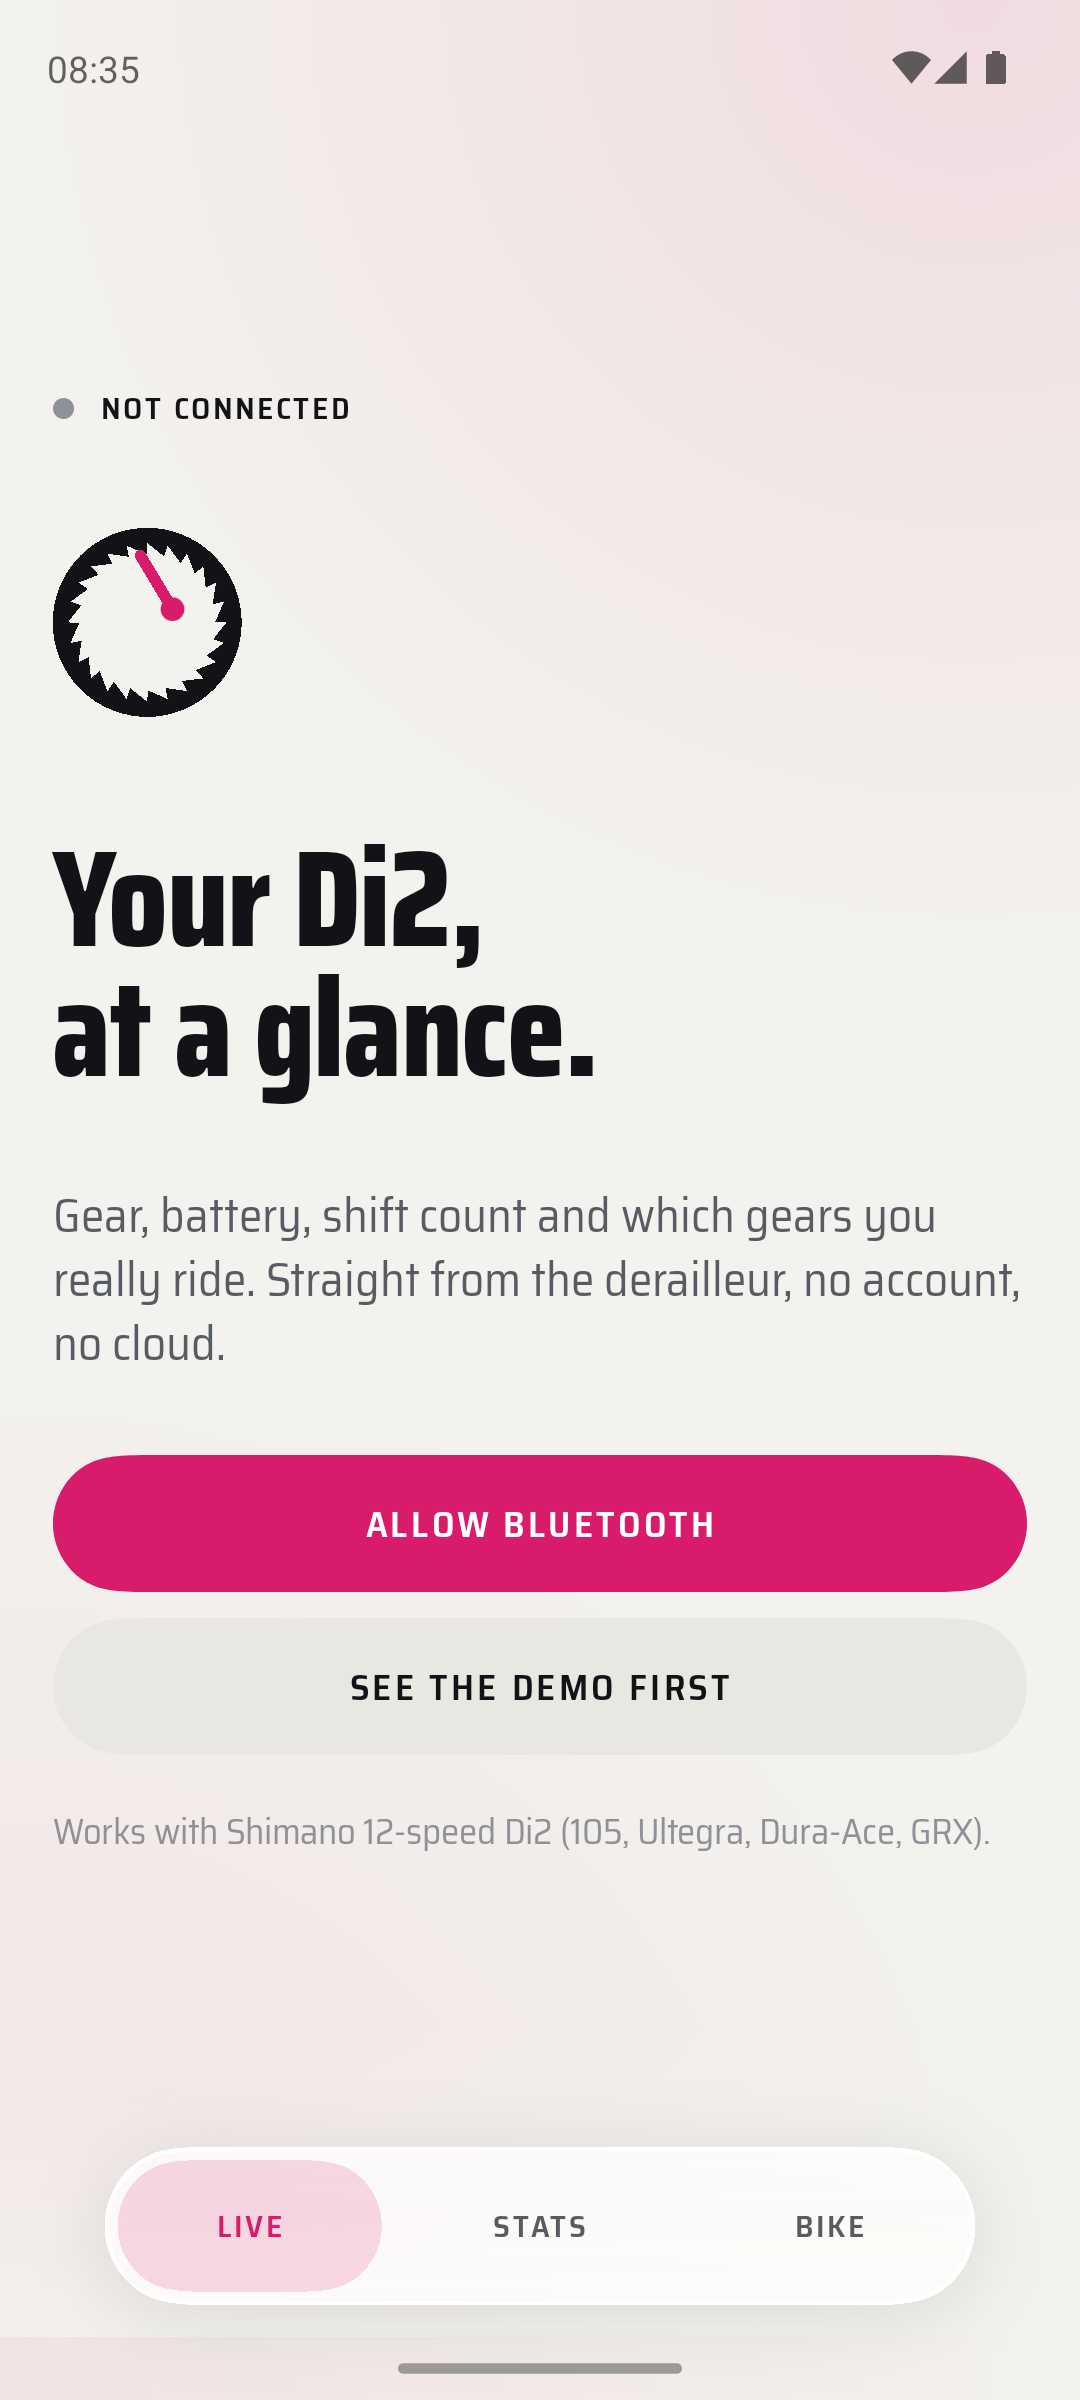 08:35
NOT CONNECTED
Your Di2,
at a glance.
Gear, battery, shift count and which gears you
really ride. Straight from the derailleur, no account,
no cloud.
ALLOW BLUETOOTH
SEE THE DEMO FIRST
Works with Shimano 12-speed Di2 (105, Ultegra, Dura-Ace, GRX).
LIVE
STATS
BIKE